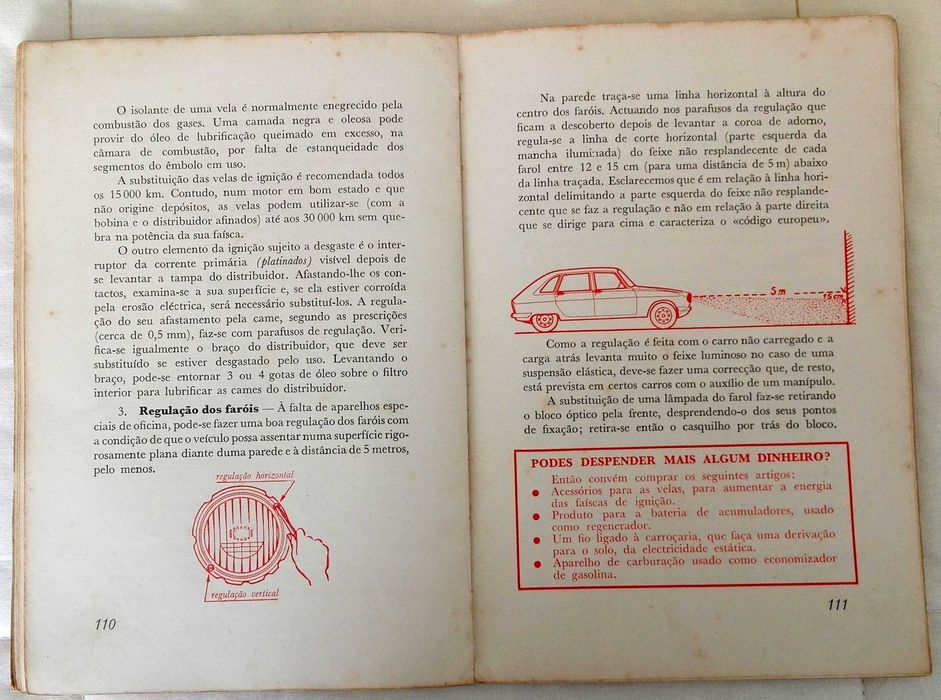 O isolante de uma vela é normalmente enegrecido pela
combustão dos gases. Uma camada negra e oleosa pode
provir do óleo de lubrificação queimado em excesso, na
câmara de combustão, por falta de estanqueidade dos
segmentos do êmbolo em uso.
A substituição das velas de ignição é recomendada todos
os 15 000 km. Contudo, num motor em bom estado e que
não origine depósitos, as velas podem utilizar-se (com a
bobina e o distribuidor afinados) até aos 30 000 km sem que-
bra na potência da sua faísca.
O outro elemento da ignição sujeito a desgaste é o inter-
ruptor da corrente primária (platinados) visível depois de
se levantar a tampa do distribuidor. Afastando-lhe os con-
tactos, examina-se a sua superfície e, se ela estiver corroída
pela erosão eléctrica, será necessário substituí-los. A regula-
ção do seu afastamento pela came, segundo as prescrições
(cerca de 0,5 mm), faz-se com parafusos de regulação. Veri-
fica-se igualmente o braço do distribuidor, que deve ser
substituído se estiver desgastado pelo uso. Levantando o
braço, pode-se entornar 3 ou 4 gotas de óleo sobre o filtro
interior para lubrificar as cames do distribuidor.
3. Regulação dos faróis — À falta de aparelhos espe-
ciais de oficina, pode-se fazer uma boa regulação dos faróis com
a condição de que o veículo possa assentar numa superfície rigo-
rosamente plana diante duma parede e à distância de 5 metros,
pelo menos.
regulação horizontal
regulação vertical
110
Na parede traça-se uma linha horizontal à altura do
centro dos faróis. Actuando nos parafusos da regulação que
ficam a descoberto depois de levantar a coroa de adorno,
regula-se a linha de corte horizontal (parte esquerda da
mancha iluminada) do feixe não resplandecente de cada
farol entre 12 e 15 cm (para uma distância de 5 m) abaixo
da linha traçada. Esclarecemos que é em relação à linha hori-
zontal delimitando a parte esquerda do feixe não resplande-
cente que se faz a regulação e não em relação à parte direita
que se dirige para cima e caracteriza o «código europeu».
5 m
15 cm
Como a regulação é feita com o carro não carregado e a
carga atrás levanta muito o feixe luminoso no caso de uma
suspensão elástica, deve-se fazer uma correcção que, de resto,
está prevista em certos carros com o auxílio de um manípulo.
A substituição de uma lâmpada do farol faz-se retirando
o bloco óptico pela frente, desprendendo-o dos seus pontos
de fixação; retira-se então o casquilho por trás do bloco.
PODES DESPENDER MAIS ALGUM DINHEIRO?
Então convém comprar os seguintes artigos:
● Acessórios para as velas, para aumentar a energia
das faíscas de ignição.
● Produto para a bateria de acumuladores, usado
como regenerador.
● Um fio ligado à carroçaria, que faça uma derivação
para o solo, da electricidade estática.
● Aparelho de carburação usado como economizador
de gasolina.
111